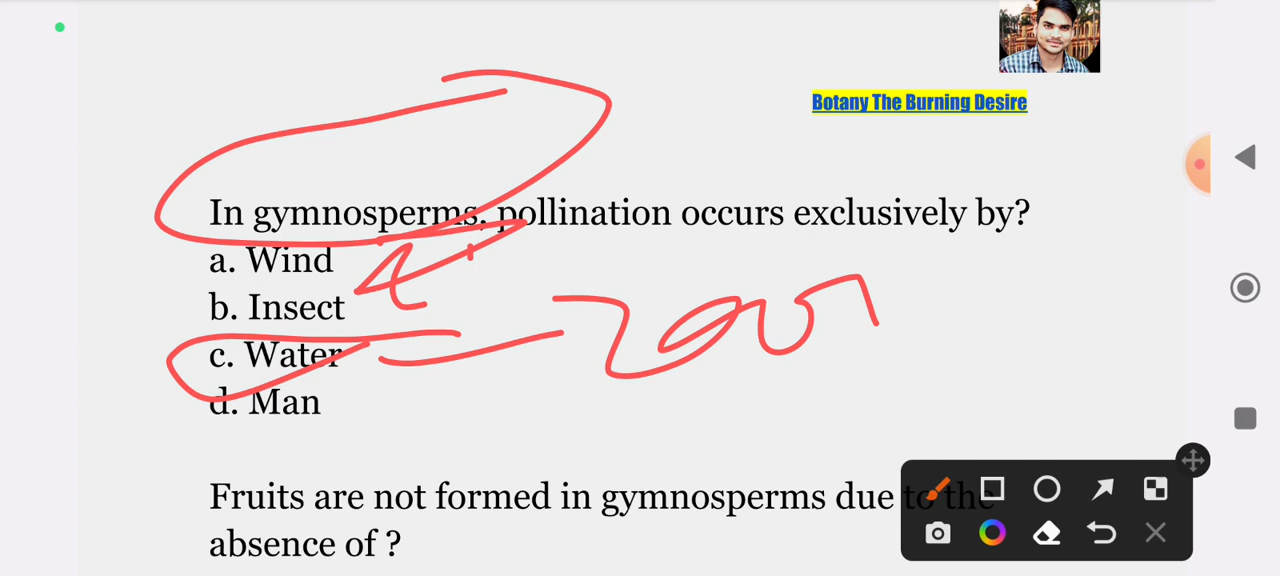 Botany The Burning Desire
In gymnosperms, pollination occurs exclusively by?
a. Wind
b. Insect
c. Water
d. Man
Fruits are not formed in gymnosperms due to the
absence of ?